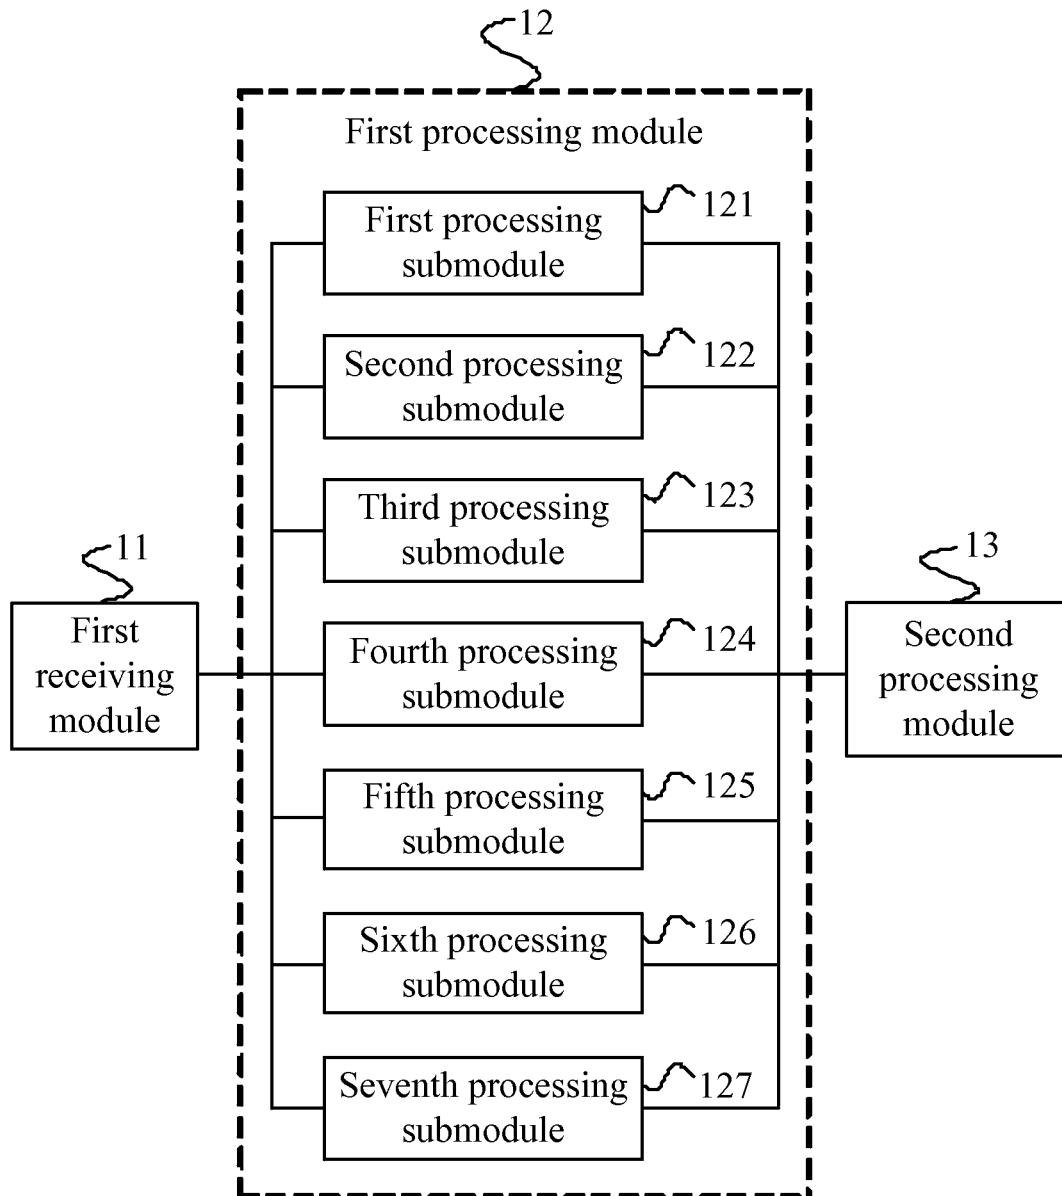 12
First processing module
121
First processing
submodule
122
Second processing
submodule
123
Third processing
submodule
11
First
receiving
module
124
Fourth processing
submodule
13
Second
processing
module
125
Fifth processing
submodule
126
Sixth processing
submodule
127
Seventh processing
submodule